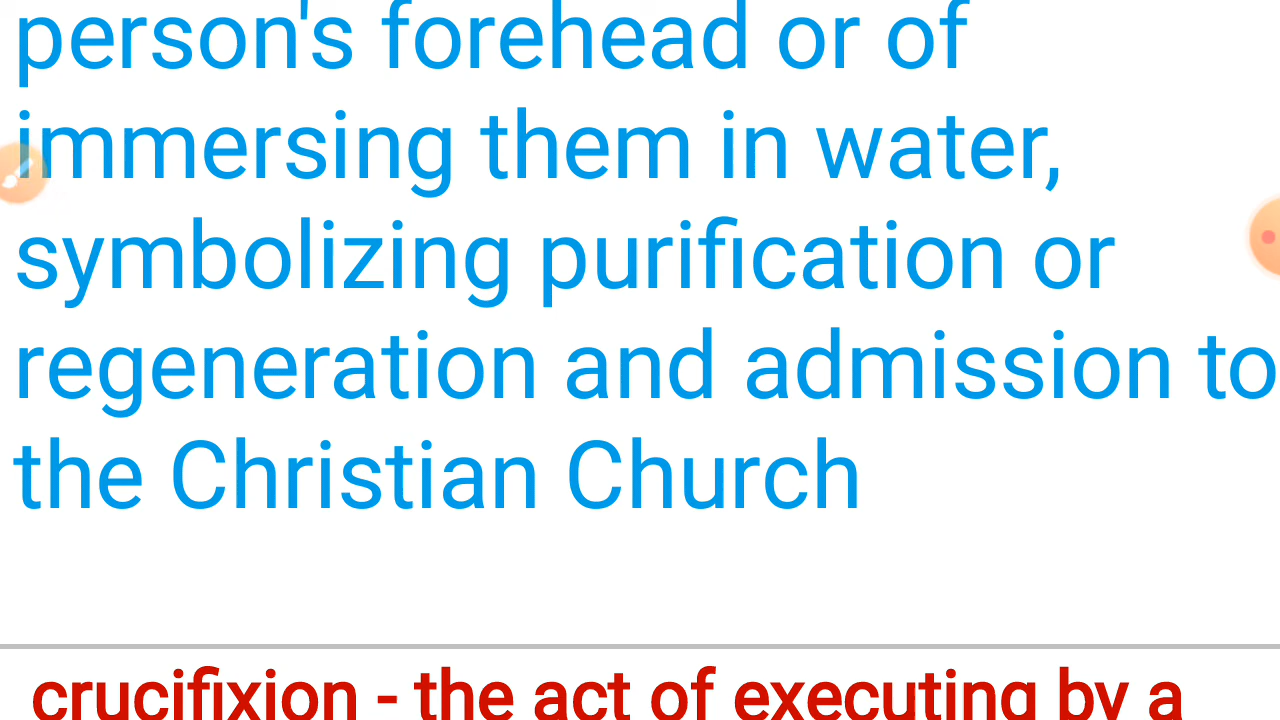 person's forehead or of
immersing them in water,
symbolizing purification or
regeneration and admission to
the Christian Church
crucifixion - the act of executing by a